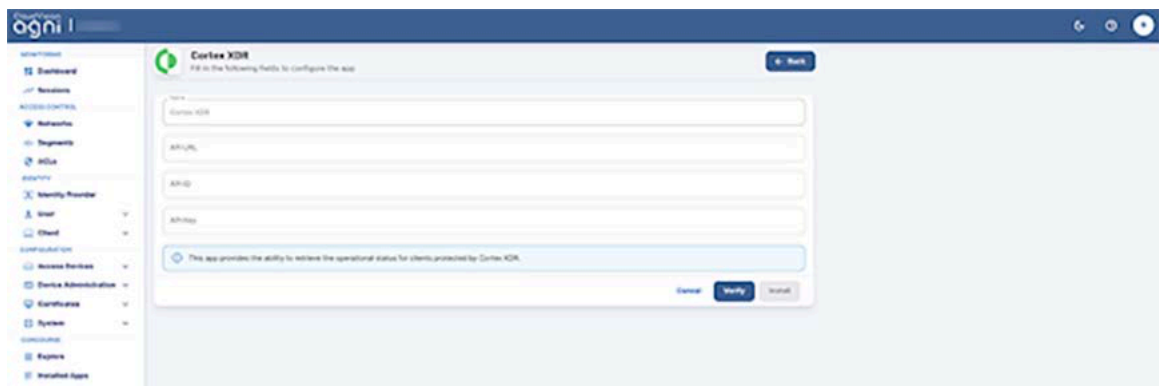 CloudVision
agni
Cortex XDR
Fill in the following fields to configure the app
Back
MONITORING
Dashboard
Sessions
ACCESS CONTROL
Networks
Segments
ACLs
IDENTITY
Identity Provider
User
Client
CONFIGURATION
Access Devices
Device Administration
Certificates
System
CONCOURSE
Explore
Installed Apps
Name
Cortex XDR
API URL
API ID
API Key
This app provides the ability to retrieve the operational status for clients protected by Cortex XDR.
Cancel
Verify
Install